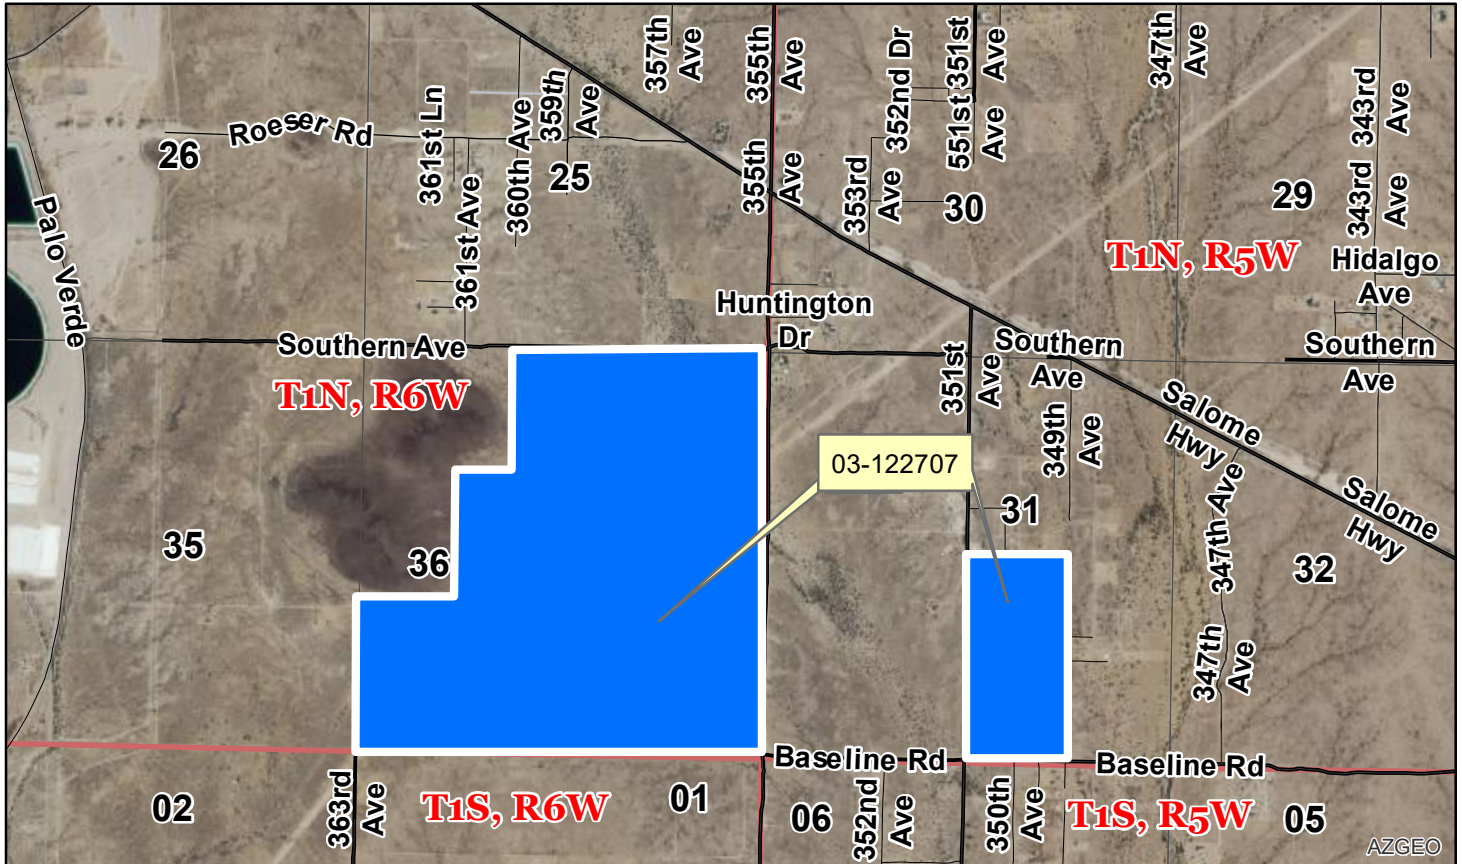 357th
Ave
355th
Ave
352nd Dr
351st
Ave
347th
Ave
343rd
Ave
Roeser Rd
26
361st Ln
360th Ave
359th
Ave
25
355th
Ave
353rd
Ave
551st
Ave
30
29
343rd
Ave
361st Ave
T1N, R5W
Hidalgo
Ave
Palo Verde
Huntington
Dr
Southern Ave
351st
Ave
Southern
Ave
Southern
Ave
T1N, R6W
349th
Ave
Salome
Hwy
03-122707
347th Ave
Salome
Hwy
31
35
36
32
347th
Ave
Baseline Rd
Baseline Rd
02
363rd
Ave
T1S, R6W
01
06
352nd
Ave
350th
Ave
T1S, R5W
05
AZGEO